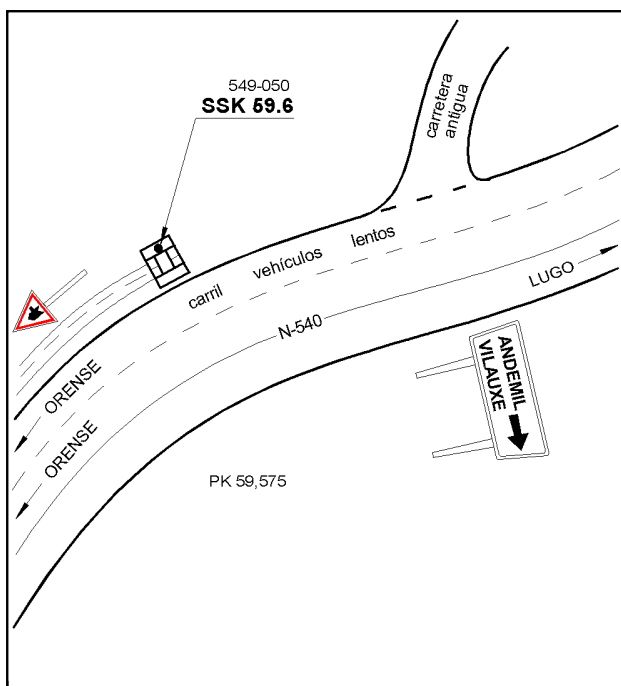 549-050
SSK 59.6
carretera
antigua
carril vehículos lentos
LUGO
N-540
ORENSE
ORENSE
ANDEMIL
VILAUXE
PK 59,575